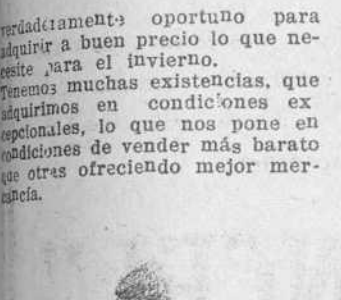 verdaderamente oportuno para
adquirir a buen precio lo que ne-
cesite para el invierno.
Tenemos muchas existencias, que
adquirimos en condiciones ex
cepcionales, lo que nos pone en
condiciones de vender más barato
que otras ofreciendo mejor mer-
cancía.